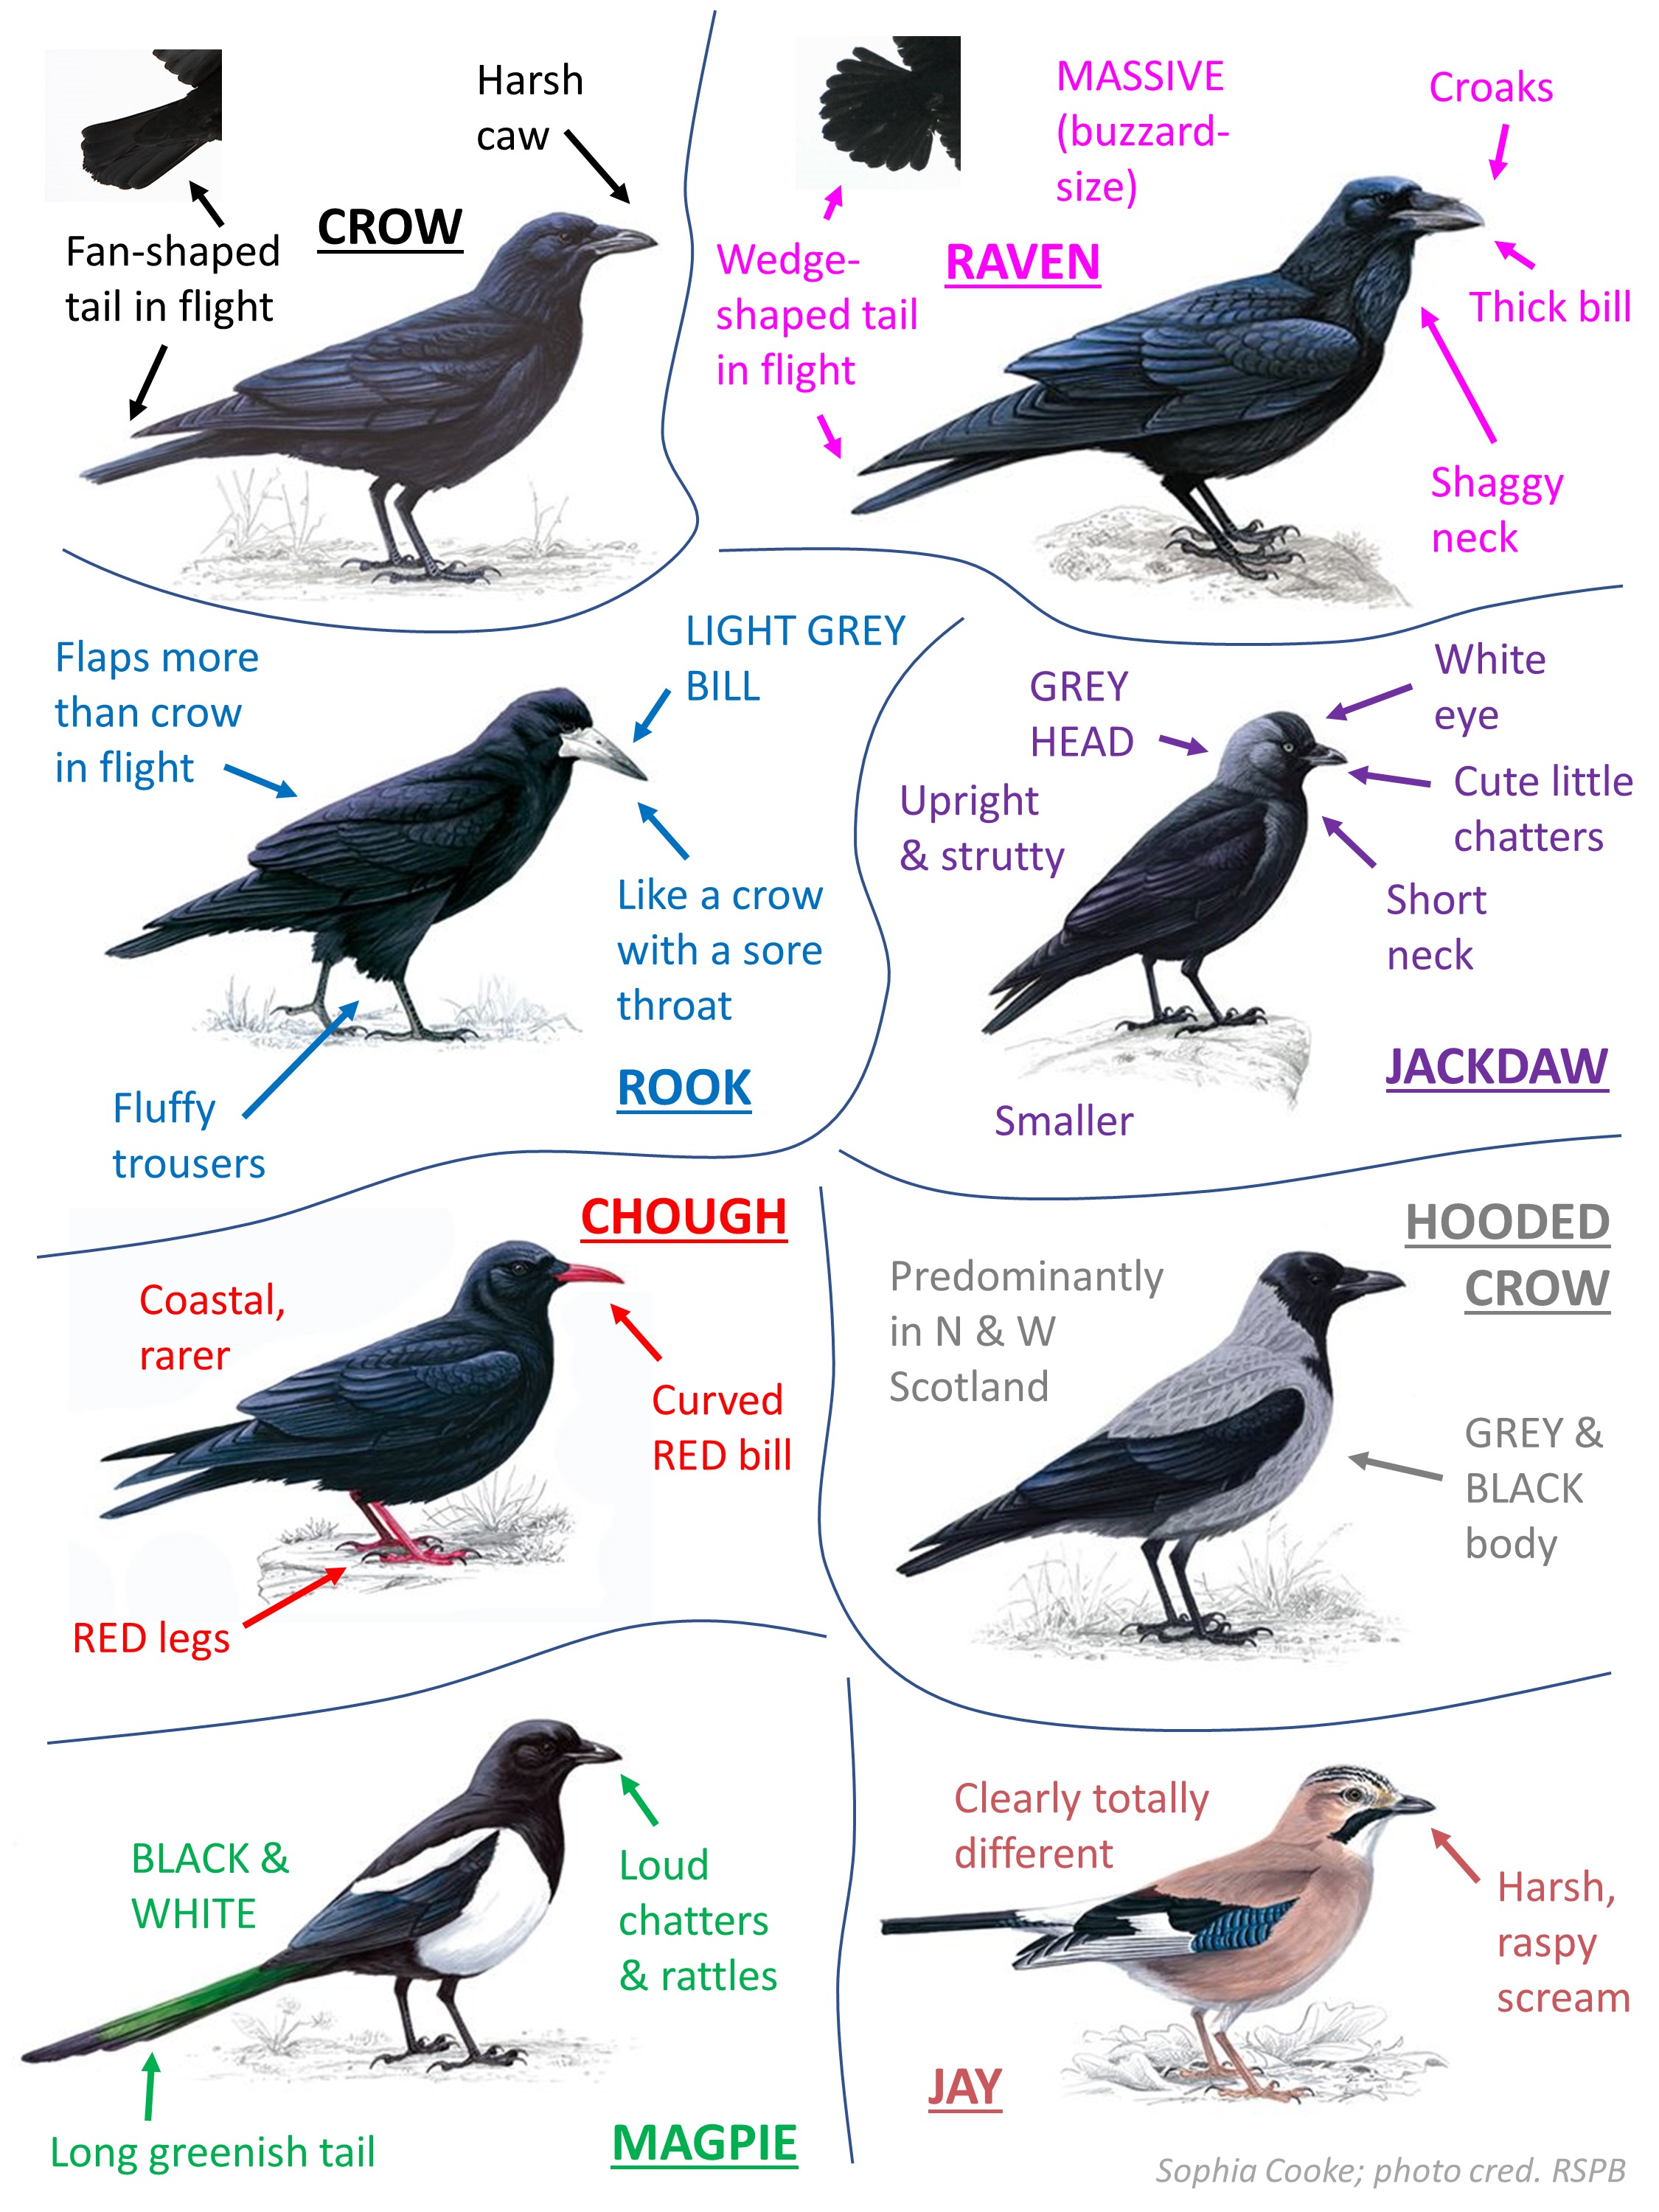 Harsh
caw
CROW
Fan-shaped
tail in flight
MASSIVE
(buzzard-
size)
Croaks
RAVEN
Wedge-
shaped tail
in flight
Thick bill
Shaggy
neck
Flaps more
than crow
in flight
LIGHT GREY
BILL
Like a crow
with a sore
throat
ROOK
Fluffy
trousers
GREY
HEAD
White
eye
Upright
& strutty
Cute little
chatters
Short
neck
JACKDAW
Smaller
CHOUGH
Coastal,
rarer
Curved
RED bill
RED legs
HOODED
CROW
Predominantly
in N & W
Scotland
GREY &
BLACK
body
BLACK &
WHITE
Loud
chatters
& rattles
Long greenish tail
MAGPIE
Clearly totally
different
Harsh,
raspy
scream
JAY
Sophia Cooke; photo cred. RSPB